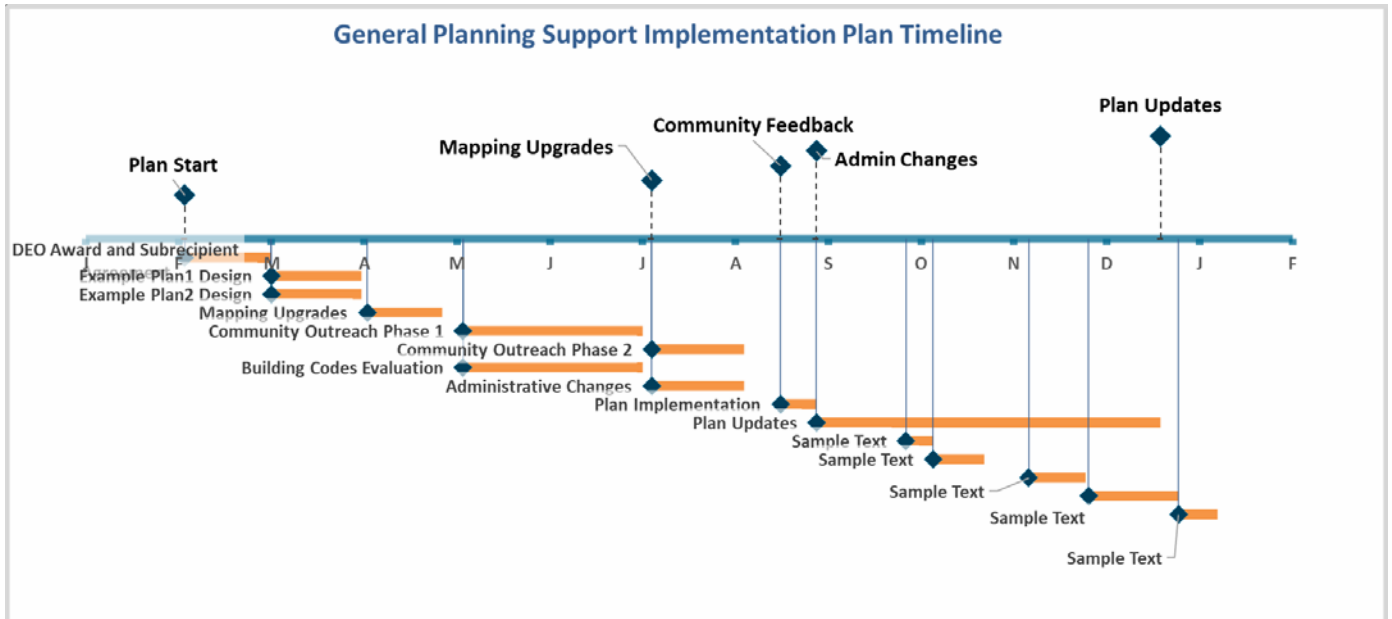 General Planning Support Implementation Plan Timeline
Plan Updates
Community Feedback
Mapping Upgrades
Admin Changes
Plan Start
DEO Award and Subrecipient
Agreement
J F M A M J J A S O N D J F
Example Plan1 Design
Example Plan2 Design
Mapping Upgrades
Community Outreach Phase 1
Community Outreach Phase 2
Building Codes Evaluation
Administrative Changes
Plan Implementation
Plan Updates
Sample Text
Sample Text
Sample Text
Sample Text
Sample Text